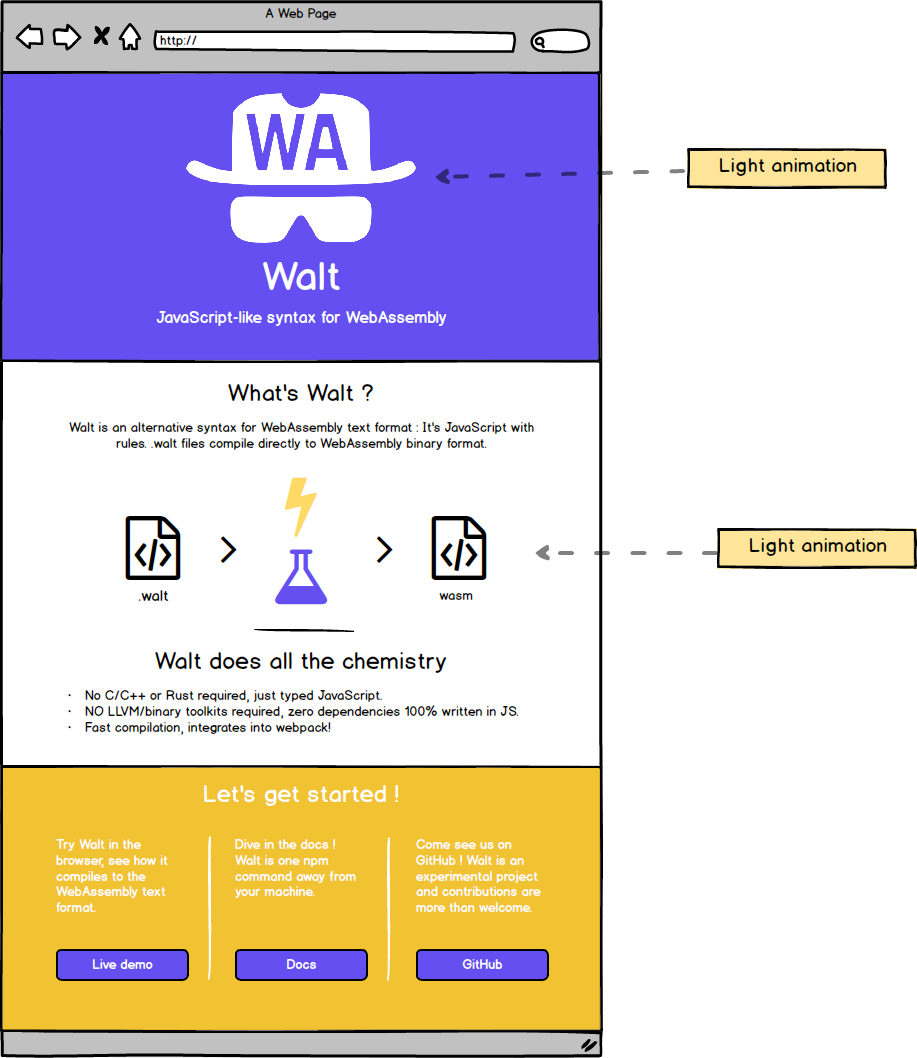 A Web Page
http://
WA
Light animation
Walt
JavaScript-like syntax for WebAssembly
What's Walt ?
Walt is an alternative syntax for WebAssembly text format : It's JavaScript with
rules. .walt files compile directly to WebAssembly binary format.
</>
</>
Light animation
.walt
wasm
Walt does all the chemistry
· No C/C++ or Rust required, just typed JavaScript.
· NO LLVM/binary toolkits required, zero dependencies 100% written in JS.
· Fast compilation, integrates into webpack!
Let's get started !
Try Walt in the
browser, see how it
compiles to the
WebAssembly text
format.
Live demo
Dive in the docs !
Walt is one npm
command away from
your machine.
Docs
Come see us on
GitHub ! Walt is an
experimental project
and contributions are
more than welcome.
GitHub